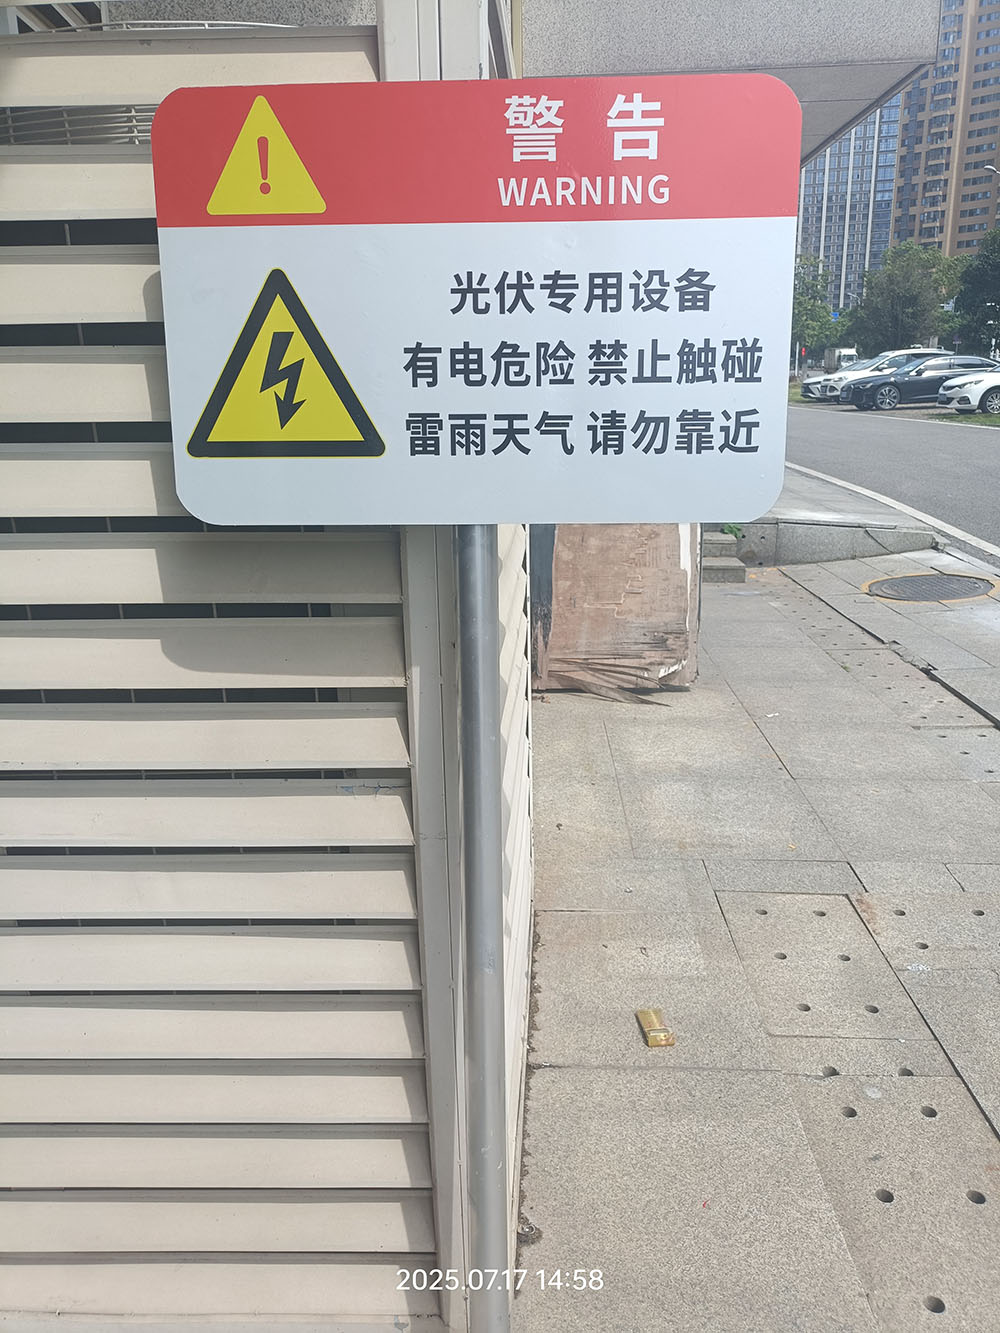 警 告
WARNING
光伏专用设备
有电危险 禁止触碰
雷雨天气 请勿靠近
2025.07.17 14:58